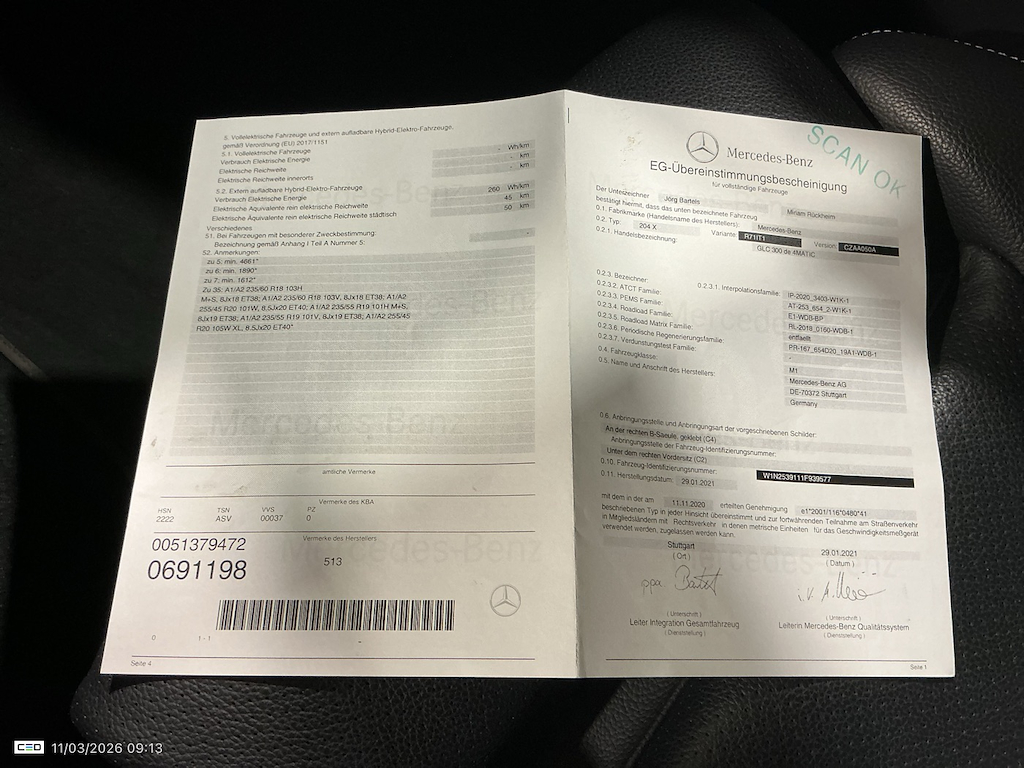 5. Vollelektrische Fahrzeuge und extern aufladbare Hybrid-Elektro-Fahrzeuge,
gemäß Verordnung (EU) 2017/1151
5.1. Vollelektrische Fahrzeuge
Verbrauch Elektrische Energie - Wh/km
Elektrische Reichweite - km
Elektrische Reichweite innerorts - km
5.2. Extern aufladbare Hybrid-Elektro-Fahrzeuge
Verbrauch Elektrische Energie 260 Wh/km
Elektrische Äquivalente rein elektrische Reichweite 45 km
Elektrische Äquivalente rein elektrischen Reichweite städtisch 50 km
Verschiedenes
51. Bei Fahrzeugen mit besonderer Zweckbestimmung:
Bezeichnung gemäß Anhang I Teil A Nummer 5: -
52. Anmerkungen:
zu 5: min. 4661*
zu 6: min. 1890*
zu 7: min. 1612*
Zu 35: A1/A2 235/60 R18 103H
M+S, 8Jx18 ET38; A1/A2 235/60 R18 103V, 8Jx18 ET38; A1/A2
255/45 R20 101W, 8.5Jx20 ET40; A1/A2 235/55 R19 101H M+S,
8Jx19 ET38; A1/A2 235/55 R19 101V, 8Jx19 ET38; A1/A2 255/45
R20 105W XL, 8.5Jx20 ET40*
amtliche Vermerke
Vermerke des KBA
HSN TSN VVS PZ
2222 ASV 00037 0
0051379472
Vermerke des Herstellers
0691198
513
0 1 - 1 -
Seite 4
SCAN OK
Mercedes-Benz
EG-Übereinstimmungsbescheinigung
für vollständige Fahrzeuge
Der Unterzeichner Jörg Bartels Miriam Rückheim
bestätigt hiermit, dass das unten bezeichnete Fahrzeug
0.1. Fabrikmarke (Handelsname des Herstellers): Mercedes-Benz
0.2. Typ: 204 X Variante: R71IT1 Version: CZAA050A
0.2.1. Handelsbezeichnung: GLC 300 de 4MATIC
0.2.3. Bezeichner:
0.2.3.1. Interpolationsfamilie: IP-2020_3403-W1K-1
0.2.3.2. ATCT Familie: AT-253_654_2-W1K-1
0.2.3.3. PEMS Familie: E1-WDB-BP
0.2.3.4. Roadload Familie: RL-2018_0160-WDB-1
0.2.3.5. Roadload Matrix Familie: entfaellt
0.2.3.6. Periodische Regenerierungsfamilie: PR-167_654D20_19A1-WDB-1
0.2.3.7. Verdunstungstest Familie: -
0.4. Fahrzeugklasse: M1
0.5. Name und Anschrift des Herstellers: Mercedes-Benz AG
DE-70372 Stuttgart
Germany
0.6. Anbringungsstelle und Anbringungsart der vorgeschriebenen Schilder:
An der rechten B-Saeule, geklebt (C4)
Anbringungsstelle der Fahrzeug-Identifizierungsnummer:
Unter dem rechten Vordersitz (C2)
0.10. Fahrzeug-Identifizierungsnummer: W1N2539111F939577
0.11. Herstellungsdatum: 29.01.2021
mit dem in der am 11.11.2020 erteilten Genehmigung e1*2001/116*0480*41
beschriebenen Typ in jeder Hinsicht übereinstimmt und zur fortwährenden Teilnahme am Straßenverkehr
in Mitgliedsländern mit Rechtsverkehr in denen metrische Einheiten für das Geschwindigkeitsmeßgerät
verwendet werden, zugelassen werden kann.
Stuttgart 29.01.2021
( Ort ) ( Datum )
ppa.
( Unterschrift ) ( Unterschrift )
Leiter Integration Gesamtfahrzeug Leiterin Mercedes-Benz Qualitätssystem
( Dienststellung ) ( Dienststellung )
Seite 1
CEO 11/03/2026 09:13